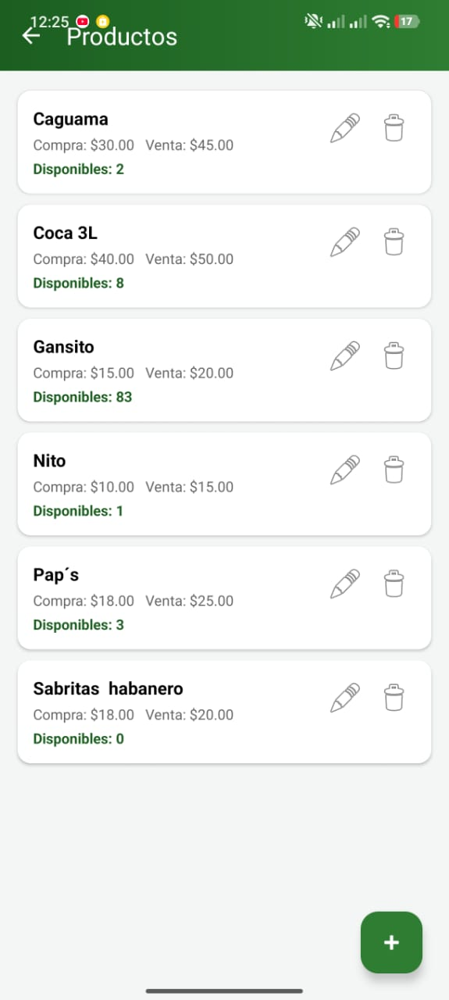 12:25
17
Productos
Caguama
Compra: $30.00 Venta: $45.00
Disponibles: 2
Coca 3L
Compra: $40.00 Venta: $50.00
Disponibles: 8
Gansito
Compra: $15.00 Venta: $20.00
Disponibles: 83
Nito
Compra: $10.00 Venta: $15.00
Disponibles: 1
Pap´s
Compra: $18.00 Venta: $25.00
Disponibles: 3
Sabritas  habanero
Compra: $18.00 Venta: $20.00
Disponibles: 0
+